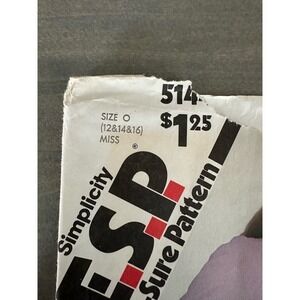 514
SIZE O
(12&14&16)
MISS
$1.25
Simplicity®
E.S.P.
Sure Pattern